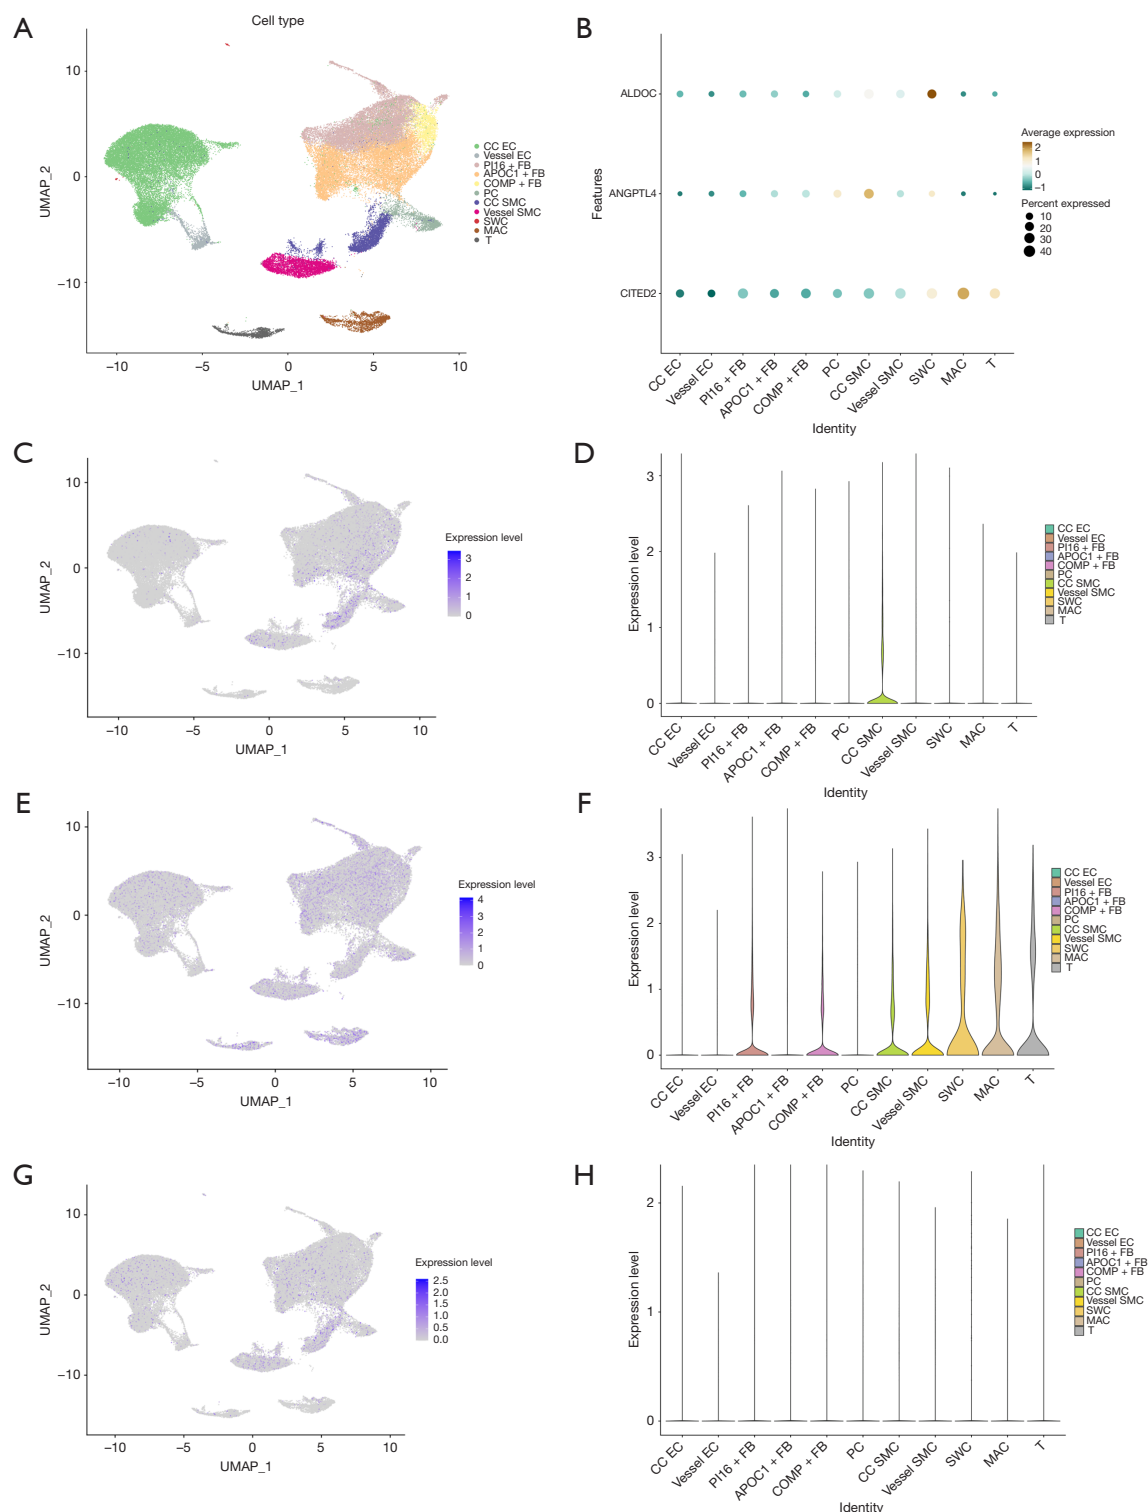 A
Cell type
10
5
0
−5
−10
UMAP_2
−10
−5
0
5
10
UMAP_1
CC EC
Vessel EC
PI16 + FB
APOC1 + FB
COMP + FB
PC
CC SMC
Vessel SMC
SWC
MAC
T
B
ALDOC
ANGPTL4
CITED2
Features
CC EC
Vessel EC
PI16 + FB
APOC1 + FB
COMP + FB
PC
CC SMC
Vessel SMC
SWC
MAC
T
Identity
Average expression
2
1
0
−1
Percent expressed
10
20
30
40
C
10
0
−10
UMAP_2
−10
−5
0
5
10
UMAP_1
Expression level
3
2
1
0
D
3
2
1
0
Expression level
CC EC
Vessel EC
PI16 + FB
APOC1 + FB
COMP + FB
PC
CC SMC
Vessel SMC
SWC
MAC
T
Identity
CC EC
Vessel EC
PI16 + FB
APOC1 + FB
COMP + FB
PC
CC SMC
Vessel SMC
SWC
MAC
T
E
10
0
−10
UMAP_2
−10
−5
0
5
10
UMAP_1
Expression level
4
3
2
1
0
F
3
2
1
0
Expression level
CC EC
Vessel EC
PI16 + FB
APOC1 + FB
COMP + FB
PC
CC SMC
Vessel SMC
SWC
MAC
T
Identity
CC EC
Vessel EC
PI16 + FB
APOC1 + FB
COMP + FB
PC
CC SMC
Vessel SMC
SWC
MAC
T
G
10
0
−10
UMAP_2
−10
−5
0
5
10
UMAP_1
Expression level
2.5
2.0
1.5
1.0
0.5
0.0
H
2
1
0
Expression level
CC EC
Vessel EC
PI16 + FB
APOC1 + FB
COMP + FB
PC
CC SMC
Vessel SMC
SWC
MAC
T
Identity
CC EC
Vessel EC
PI16 + FB
APOC1 + FB
COMP + FB
PC
CC SMC
Vessel SMC
SWC
MAC
T